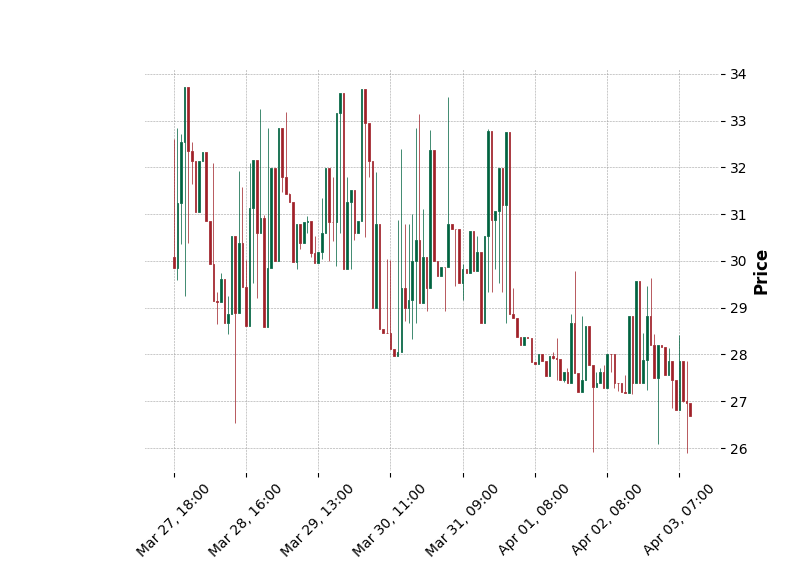 34
33
32
31
30
29
28
27
26
Price
Mar 27, 18:00
Mar 28, 16:00
Mar 29, 13:00
Mar 30, 11:00
Mar 31, 09:00
Apr 01, 08:00
Apr 02, 08:00
Apr 03, 07:00